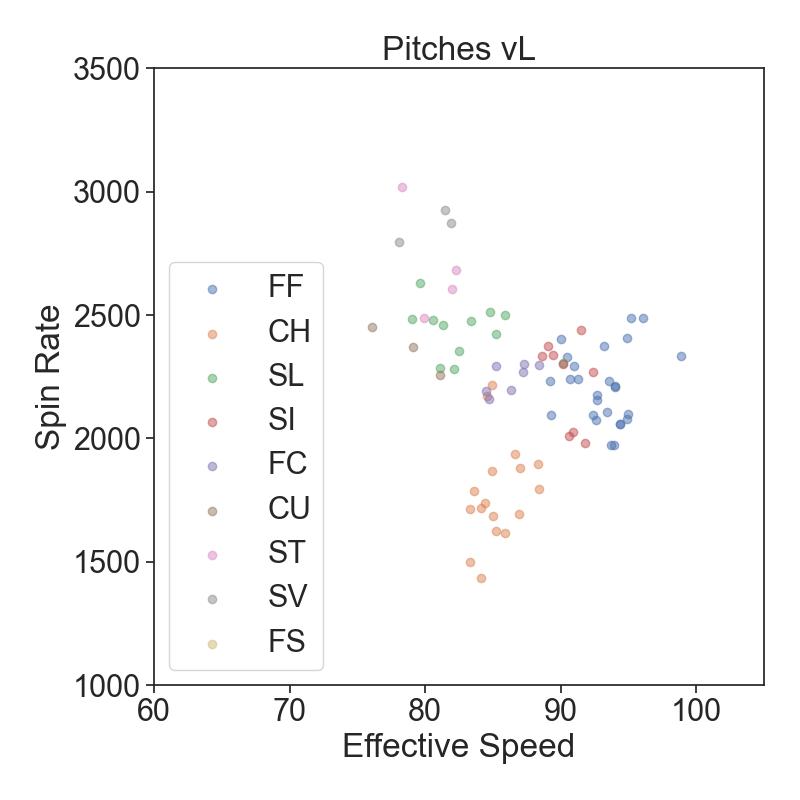 Pitches vL
3500
3000
2500
2000
1500
1000
Spin Rate
FF
CH
SL
SI
FC
CU
ST
SV
FS
60 70 80 90 100
Effective Speed